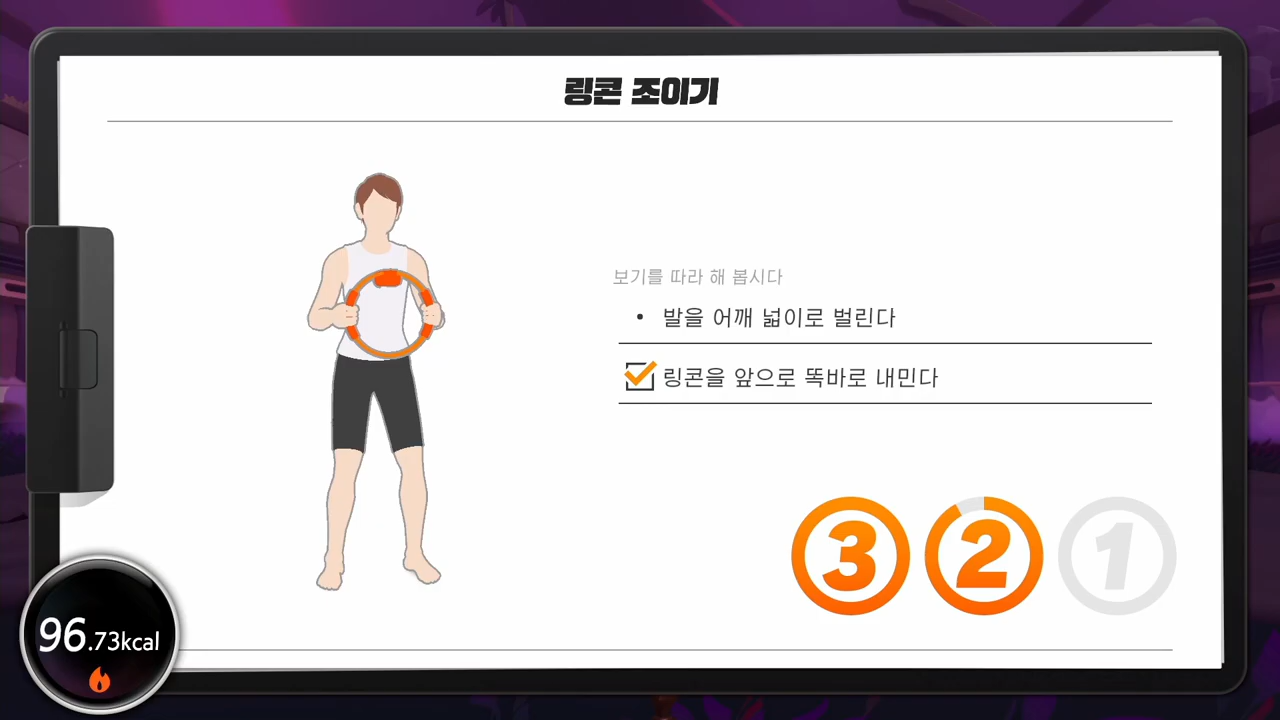 링콘 조이기
보기를 따라 해 봅시다
• 발을 어깨 넓이로 벌린다
링콘을 앞으로 똑바로 내민다
3 2 1
96.73kcal